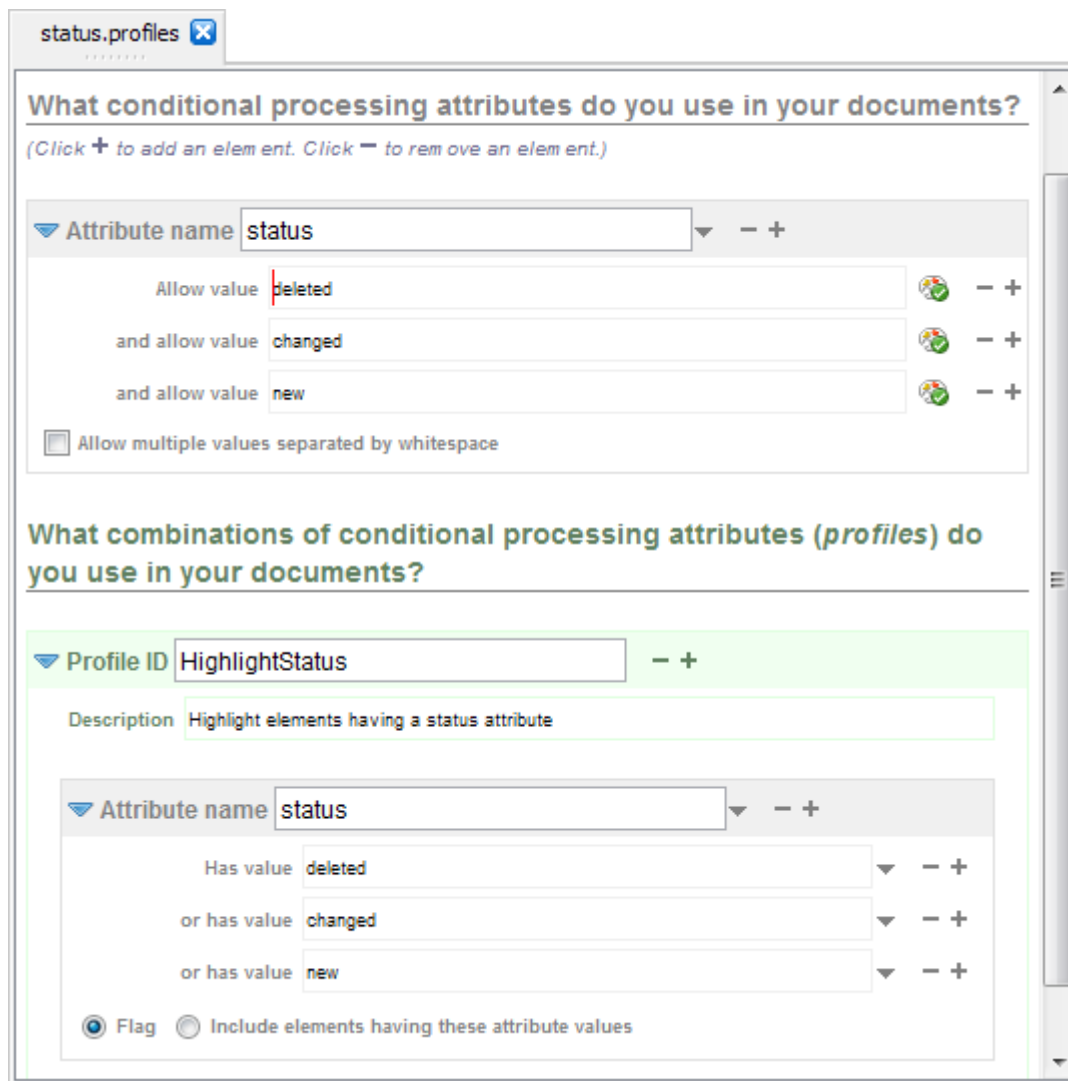 status.profiles
What conditional processing attributes do you use in your documents?
(Click + to add an element. Click − to remove an element.)
Attribute name status − +
Allow value deleted − +
and allow value changed − +
and allow value new − +
Allow multiple values separated by whitespace
What combinations of conditional processing attributes (profiles) do
you use in your documents?
Profile ID HighlightStatus − +
Description Highlight elements having a status attribute
Attribute name status − +
Has value deleted − +
or has value changed − +
or has value new − +
Flag Include elements having these attribute values